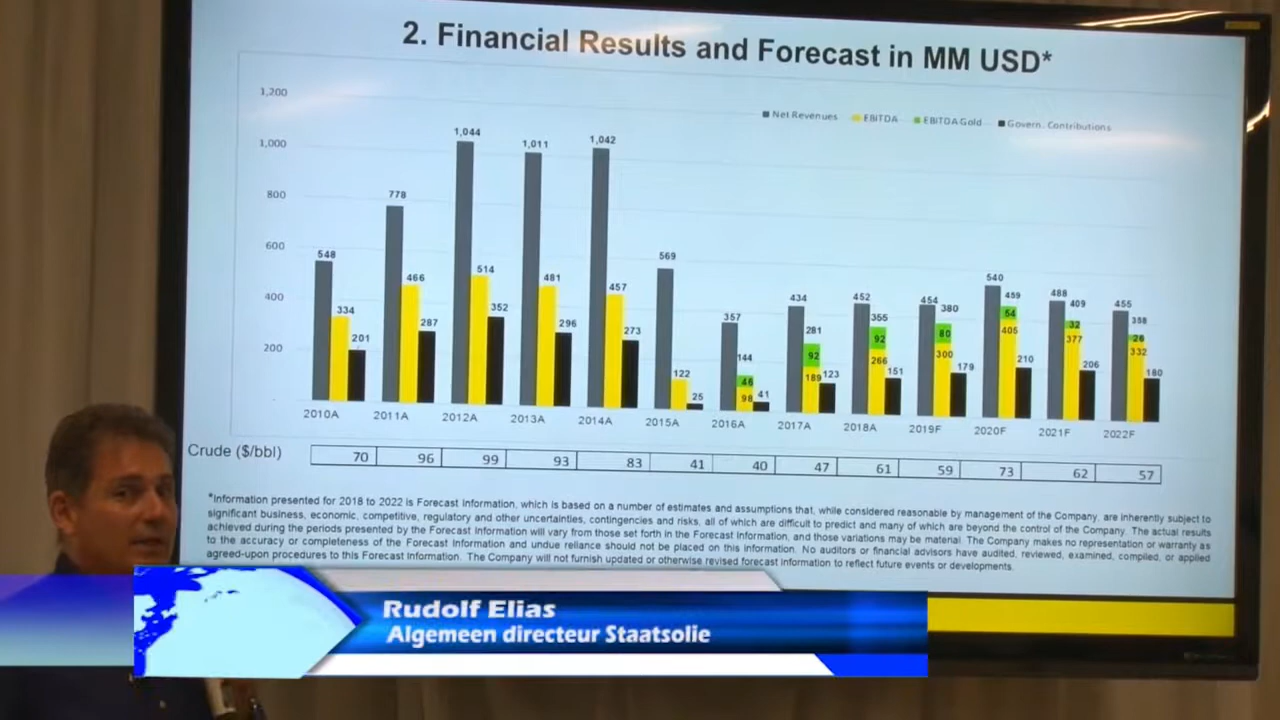 2. Financial Results and Forecast in MM USD*
1,200
1,000
800
600
400
200
-
Net Revenues EBITDA EBITDA Gold Govern. Contributions
548 334 201
778 466 287
1,044 514 352
1,011 481 296
1,042 457 273
569 122 25
357 144 46 98 41
434 281 92 189 123
452 355 92 266 151
454 380 80 300 179
540 459 54 405 210
488 409 32 377 206
455 358 26 332 180
2010A 2011A 2012A 2013A 2014A 2015A 2016A 2017A 2018A 2019F 2020F 2021F 2022F
Crude ($/bbl) 70 96 99 93 83 41 40 47 61 59 73 62 57
*Information presented for 2018 to 2022 is Forecast Information, which is based on a number of estimates and assumptions that, while considered reasonable by management of the Company, are inherently subject to
significant business, economic, competitive, regulatory and other uncertainties, contingencies and risks, all of which are difficult to predict and many of which are beyond the control of the Company. The actual results
achieved during the periods presented by the Forecast Information will vary from those set forth in the Forecast Information, and those variations may be material. The Company makes no representation or warranty as
to the accuracy or completeness of the Forecast Information and undue reliance should not be placed on this information. No auditors or financial advisors have audited, reviewed, examined, compiled, or applied
agreed-upon procedures to this Forecast Information. The Company will not furnish updated or otherwise revised forecast information to reflect future events or developments.
Rudolf Elias
Algemeen directeur Staatsolie